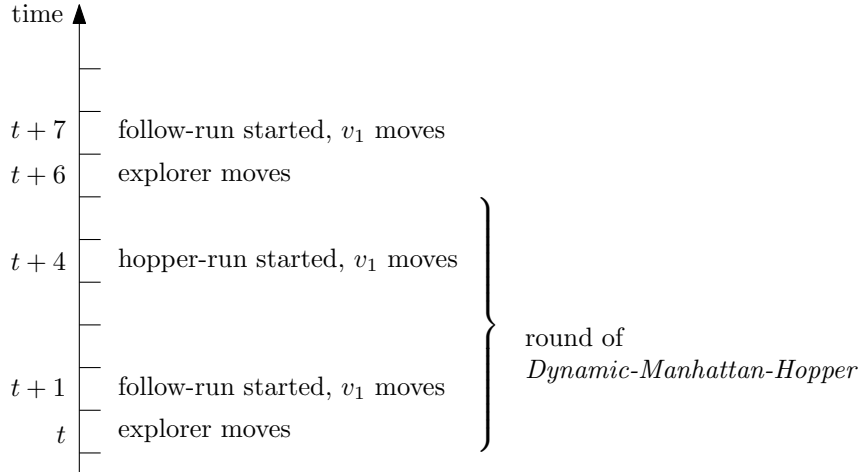 time
t + 7 follow-run started, v₁ moves
t + 6 explorer moves
t + 4 hopper-run started, v₁ moves
round of
Dynamic-Manhattan-Hopper
t + 1 follow-run started, v₁ moves
t explorer moves